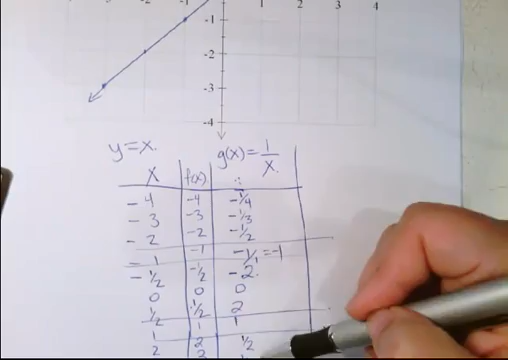 -1 1 2 3 4
-1
-2
-3
-4
y=x. g(x)=1/x.
x f(x)
-4 -4 -1/4
-3 -3 -1/3
-2 -2 -1/2
-1 -1 -1/1=-1
-1/2 -1/2 -2.
0 0 0
1/2 1/2 2
1 1 1
2 2 1/2